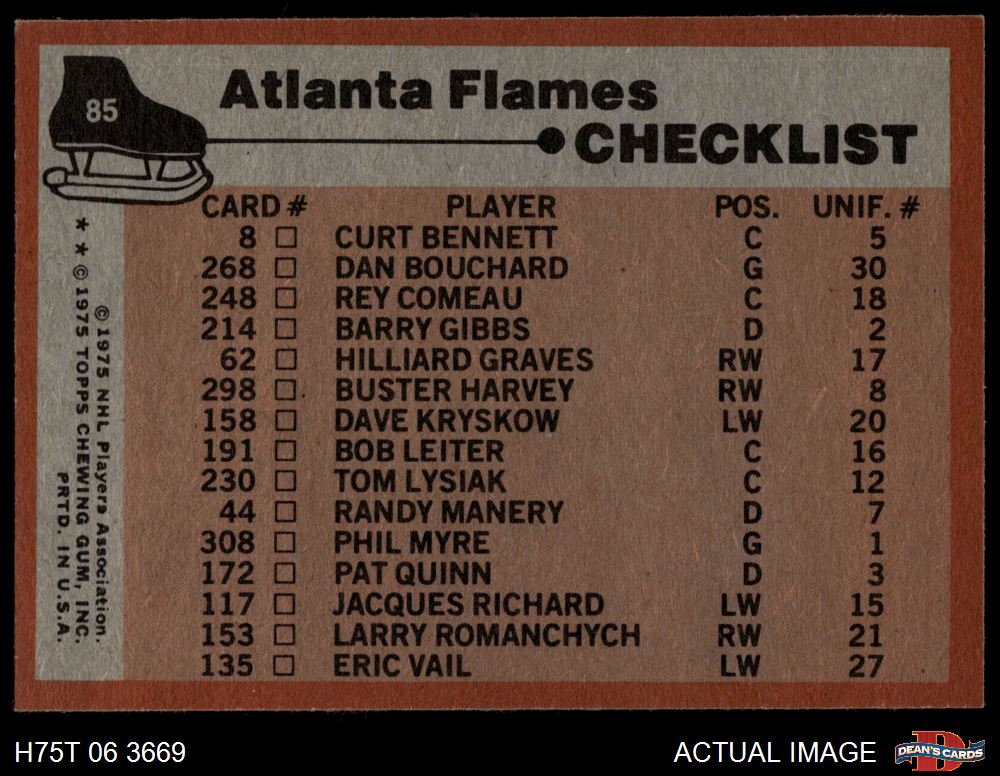 85
Atlanta Flames
CHECKLIST
CARD # PLAYER POS. UNIF. #
8 □ CURT BENNETT C 5
268 □ DAN BOUCHARD G 30
248 □ REY COMEAU C 18
214 □ BARRY GIBBS D 2
62 □ HILLIARD GRAVES RW 17
298 □ BUSTER HARVEY RW 8
158 □ DAVE KRYSKOW LW 20
191 □ BOB LEITER C 16
230 □ TOM LYSIAK C 12
44 □ RANDY MANERY D 7
308 □ PHIL MYRE G 1
172 □ PAT QUINN D 3
117 □ JACQUES RICHARD LW 15
153 □ LARRY ROMANCHYCH RW 21
135 □ ERIC VAIL LW 27
© 1975 NHL Players Association.
* * © 1975 TOPPS CHEWING GUM, INC.
PRTD. IN U.S.A.
H75T 06 3669
ACTUAL IMAGE
DEAN'S CARDS